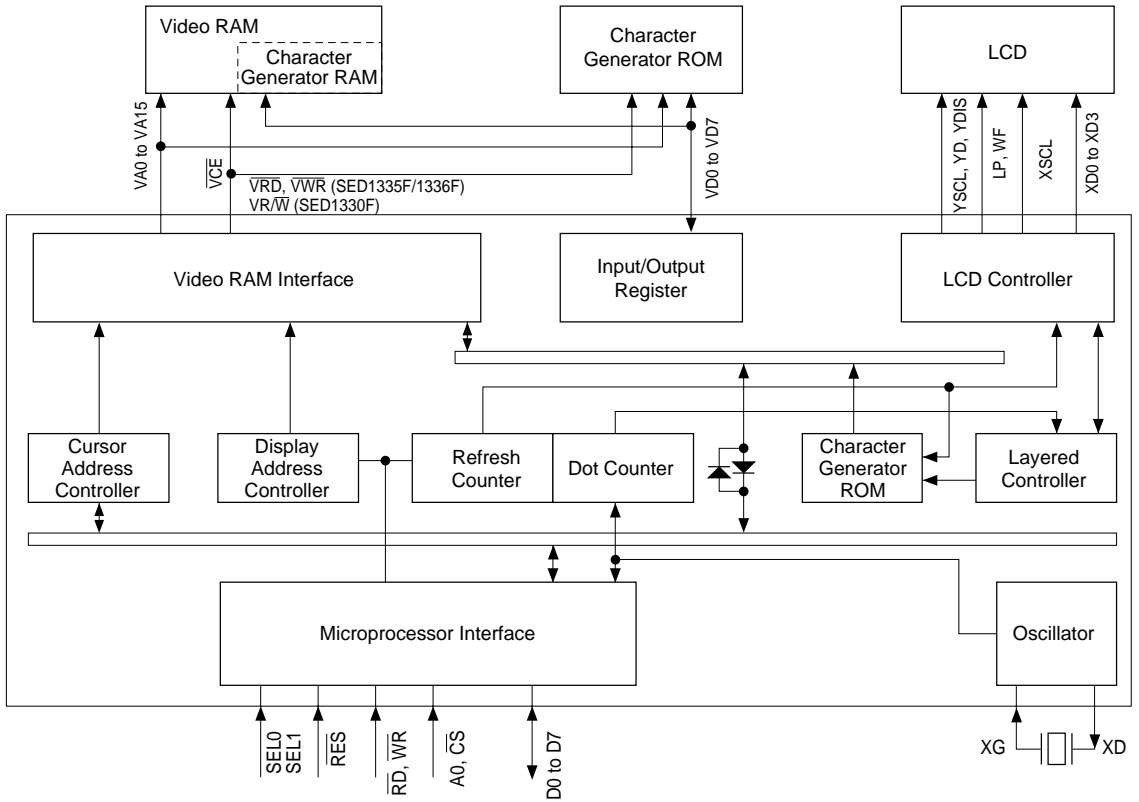 Video RAM
Character
Generator RAM
Character
Generator ROM
LCD
VA0 to VA15
VCE
VRD, VWR (SED1335F/1336F)
VR/W (SED1330F)
VD0 to VD7
YSCL, YD, YDIS
LP, WF
XSCL
XD0 to XD3
Video RAM Interface
Input/Output
Register
LCD Controller
Cursor
Address
Controller
Display
Address
Controller
Refresh
Counter
Dot Counter
Character
Generator
ROM
Layered
Controller
Microprocessor Interface
Oscillator
SEL0
SEL1
RES
RD, WR
A0, CS
D0 to D7
XG
XD